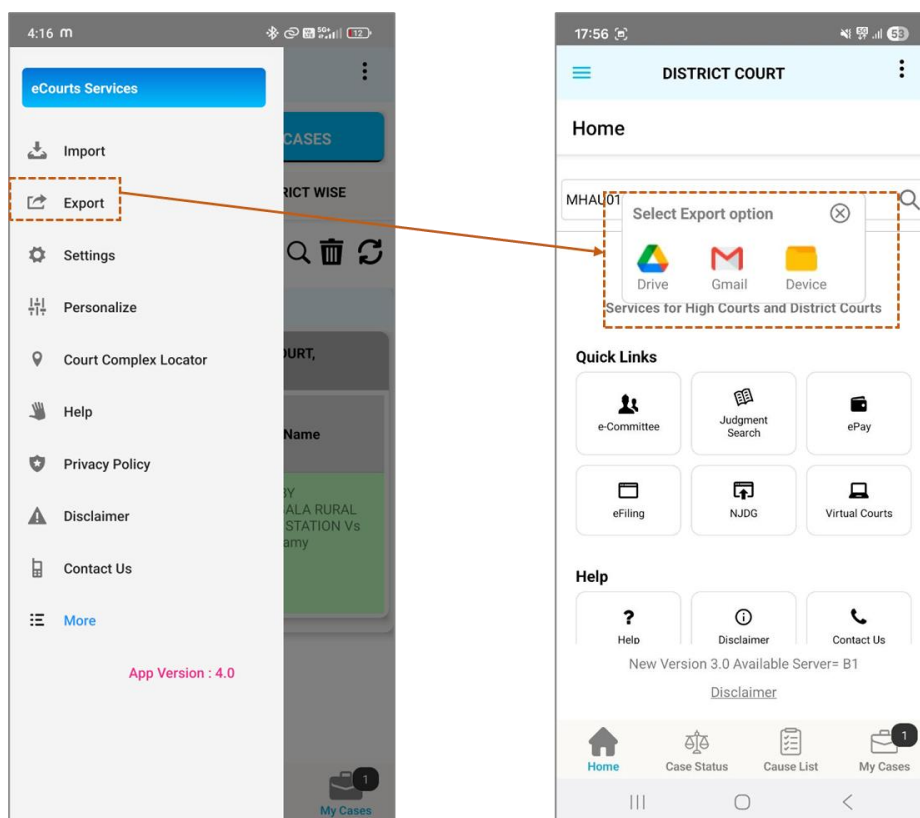 4:16 m
5G+
12
eCourts Services
Import
Export
Settings
Personalize
Court Complex Locator
Help
Privacy Policy
Disclaimer
Contact Us
More
App Version : 4.0
CASES
RICT WISE
OURT,
Name
BY
ALA RURAL
STATION Vs
amy
1
My Cases
17:56
53
DISTRICT COURT
Home
MHAU01
Select Export option
Drive
Gmail
Device
Services for High Courts and District Courts
Quick Links
e-Committee
Judgment
Search
ePay
eFiling
NJDG
Virtual Courts
Help
?
Help
Disclaimer
Contact Us
New Version 3.0 Available Server= B1
Disclaimer
1
Home
Case Status
Cause List
My Cases